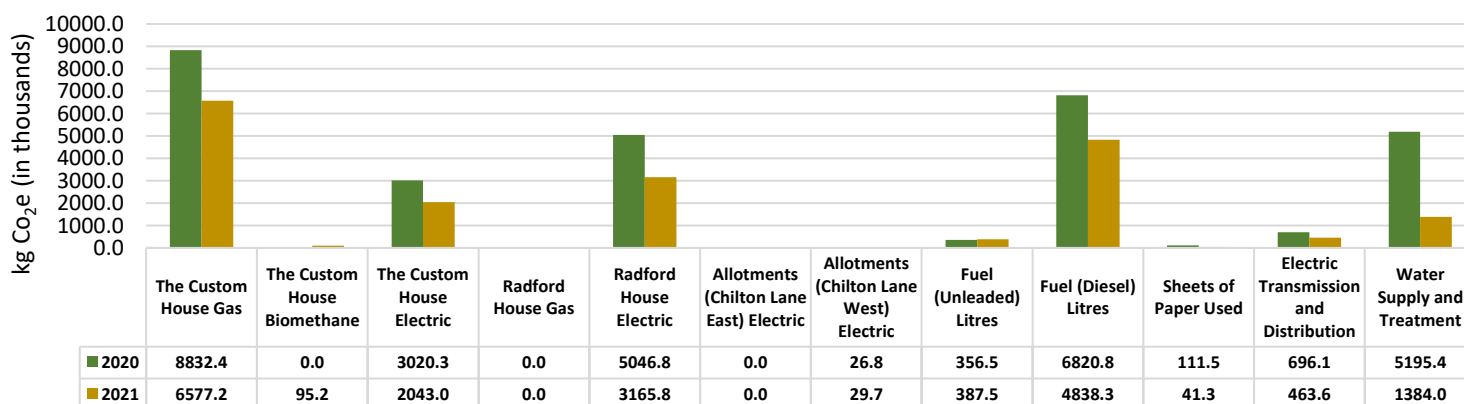 kg Co₂e (in thousands)
10000.0
9000.0
8000.0
7000.0
6000.0
5000.0
4000.0
3000.0
2000.0
1000.0
0.0
The Custom
House Gas
The Custom
House
Biomethane
The Custom
House
Electric
Radford
House Gas
Radford
House
Electric
Allotments
(Chilton Lane
East) Electric
Allotments
(Chilton Lane
West)
Electric
Fuel
(Unleaded)
Litres
Fuel (Diesel)
Litres
Sheets of
Paper Used
Electric
Transmission
and
Distribution
Water
Supply and
Treatment
2020 8832.4 0.0 3020.3 0.0 5046.8 0.0 26.8 356.5 6820.8 111.5 696.1 5195.4
2021 6577.2 95.2 2043.0 0.0 3165.8 0.0 29.7 387.5 4838.3 41.3 463.6 1384.0